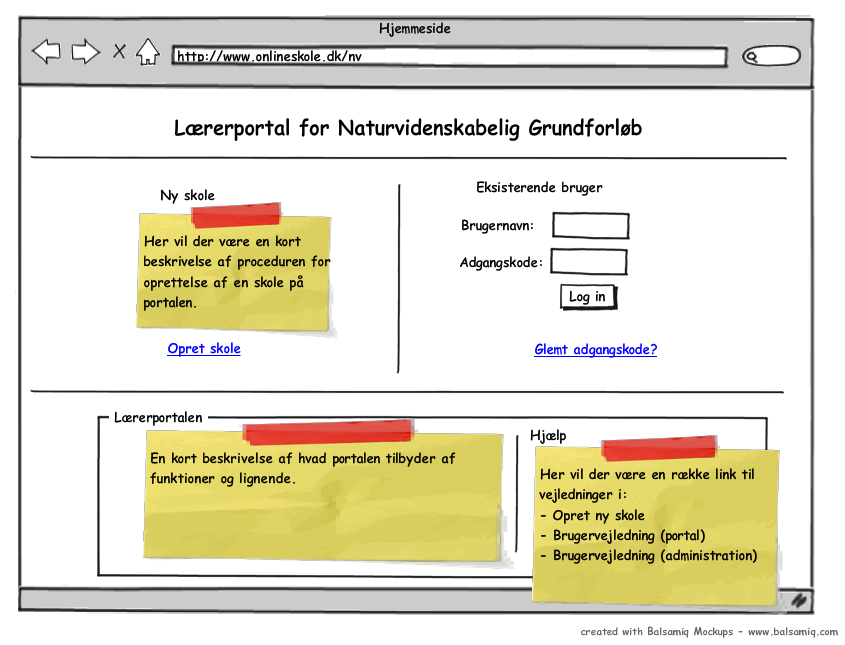 Hjemmeside
http://www.onlineskole.dk/nv
Lærerportal for Naturvidenskabelig Grundforløb
Ny skole
Her vil der være en kort
beskrivelse af proceduren for
oprettelse af en skole på
portalen.
Opret skole
Eksisterende bruger
Brugernavn:
Adgangskode:
Log in
Glemt adgangskode?
Lærerportalen
En kort beskrivelse af hvad portalen tilbyder af
funktioner og lignende.
Hjælp
Her vil der være en række link til
vejledninger i:
- Opret ny skole
- Brugervejledning (portal)
- Brugervejledning (administration)
created with Balsamiq Mockups - www.balsamiq.com